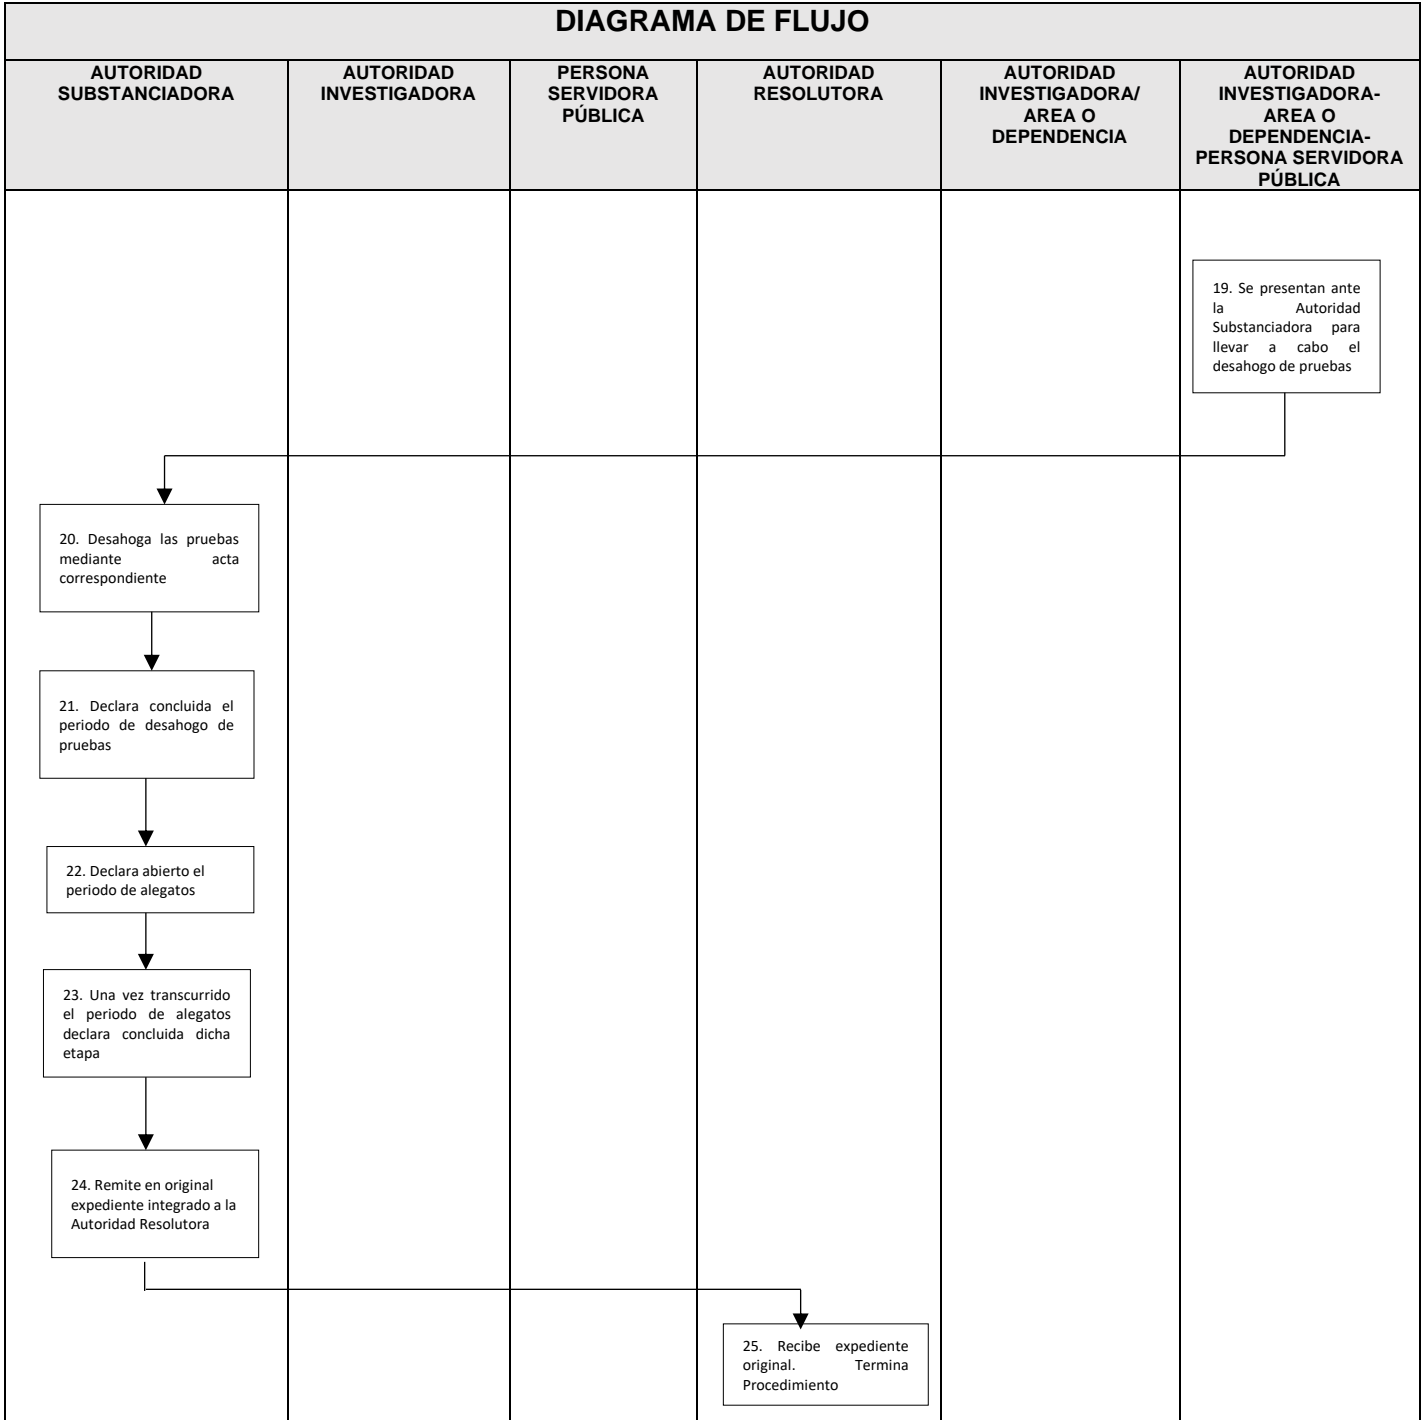 DIAGRAMA DE FLUJO
AUTORIDAD
SUBSTANCIADORA
AUTORIDAD
INVESTIGADORA
PERSONA
SERVIDORA
PÚBLICA
AUTORIDAD
RESOLUTORA
AUTORIDAD
INVESTIGADORA/
AREA O
DEPENDENCIA
AUTORIDAD
INVESTIGADORA-
AREA O
DEPENDENCIA-
PERSONA SERVIDORA
PÚBLICA
19. Se presentan ante
la Autoridad
Substanciadora para
llevar a cabo el
desahogo de pruebas
20. Desahoga las pruebas
mediante acta
correspondiente
21. Declara concluida el
periodo de desahogo de
pruebas
22. Declara abierto el
periodo de alegatos
23. Una vez transcurrido
el periodo de alegatos
declara concluida dicha
etapa
24. Remite en original
expediente integrado a la
Autoridad Resolutora
25. Recibe expediente
original. Termina
Procedimiento